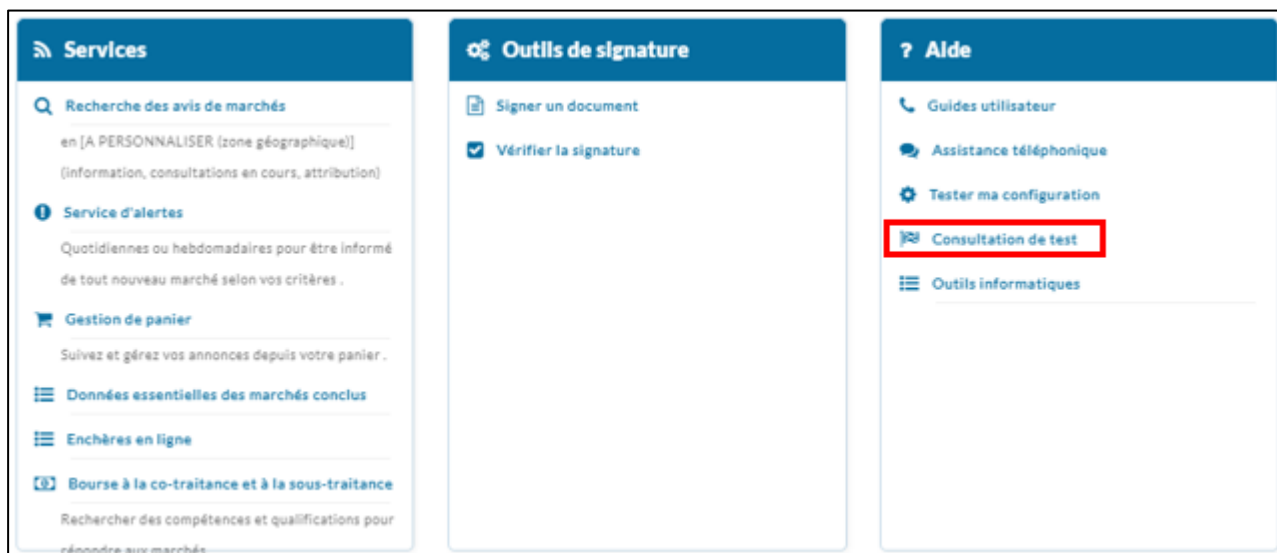 Services
Recherche des avis de marchés
en [A PERSONNALISER (zone géographique)]
(information, consultations en cours, attribution)
Service d'alertes
Quotidiennes ou hebdomadaires pour être informé
de tout nouveau marché selon vos critères .
Gestion de panier
Suivez et gérez vos annonces depuis votre panier .
Données essentielles des marchés conclus
Enchères en ligne
Bourse à la co-traitance et à la sous-traitance
Rechercher des compétences et qualifications pour
répondre aux marchés
Outils de signature
Signer un document
Vérifier la signature
? Aide
Guides utilisateur
Assistance téléphonique
Tester ma configuration
Consultation de test
Outils informatiques